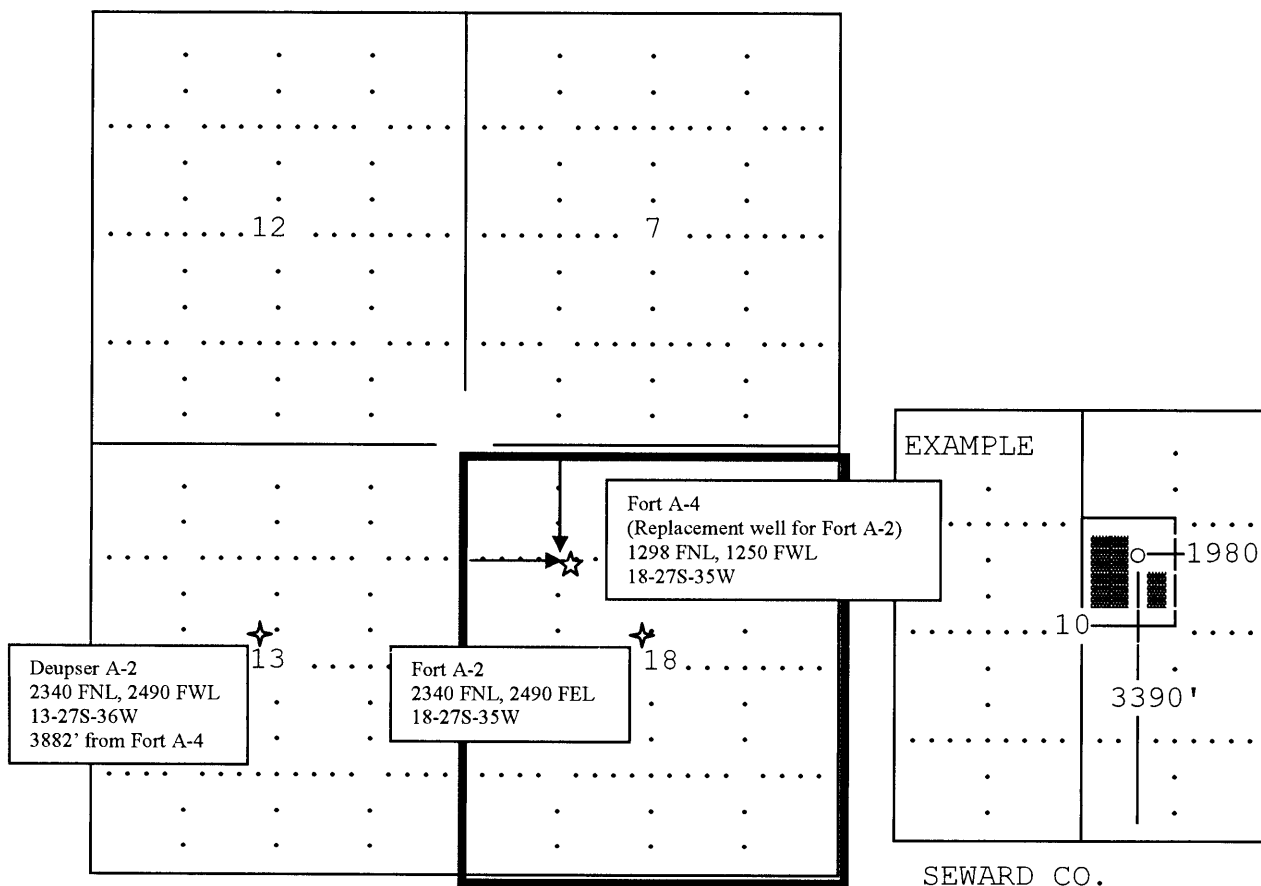 12
7
EXAMPLE
Fort A-4
(Replacement well for Fort A-2)
1298 FNL, 1250 FWL
18-27S-35W
1980
10
13
18
Deupser A-2
2340 FNL, 2490 FWL
13-27S-36W
3882' from Fort A-4
Fort A-2
2340 FNL, 2490 FEL
18-27S-35W
3390'
SEWARD CO.